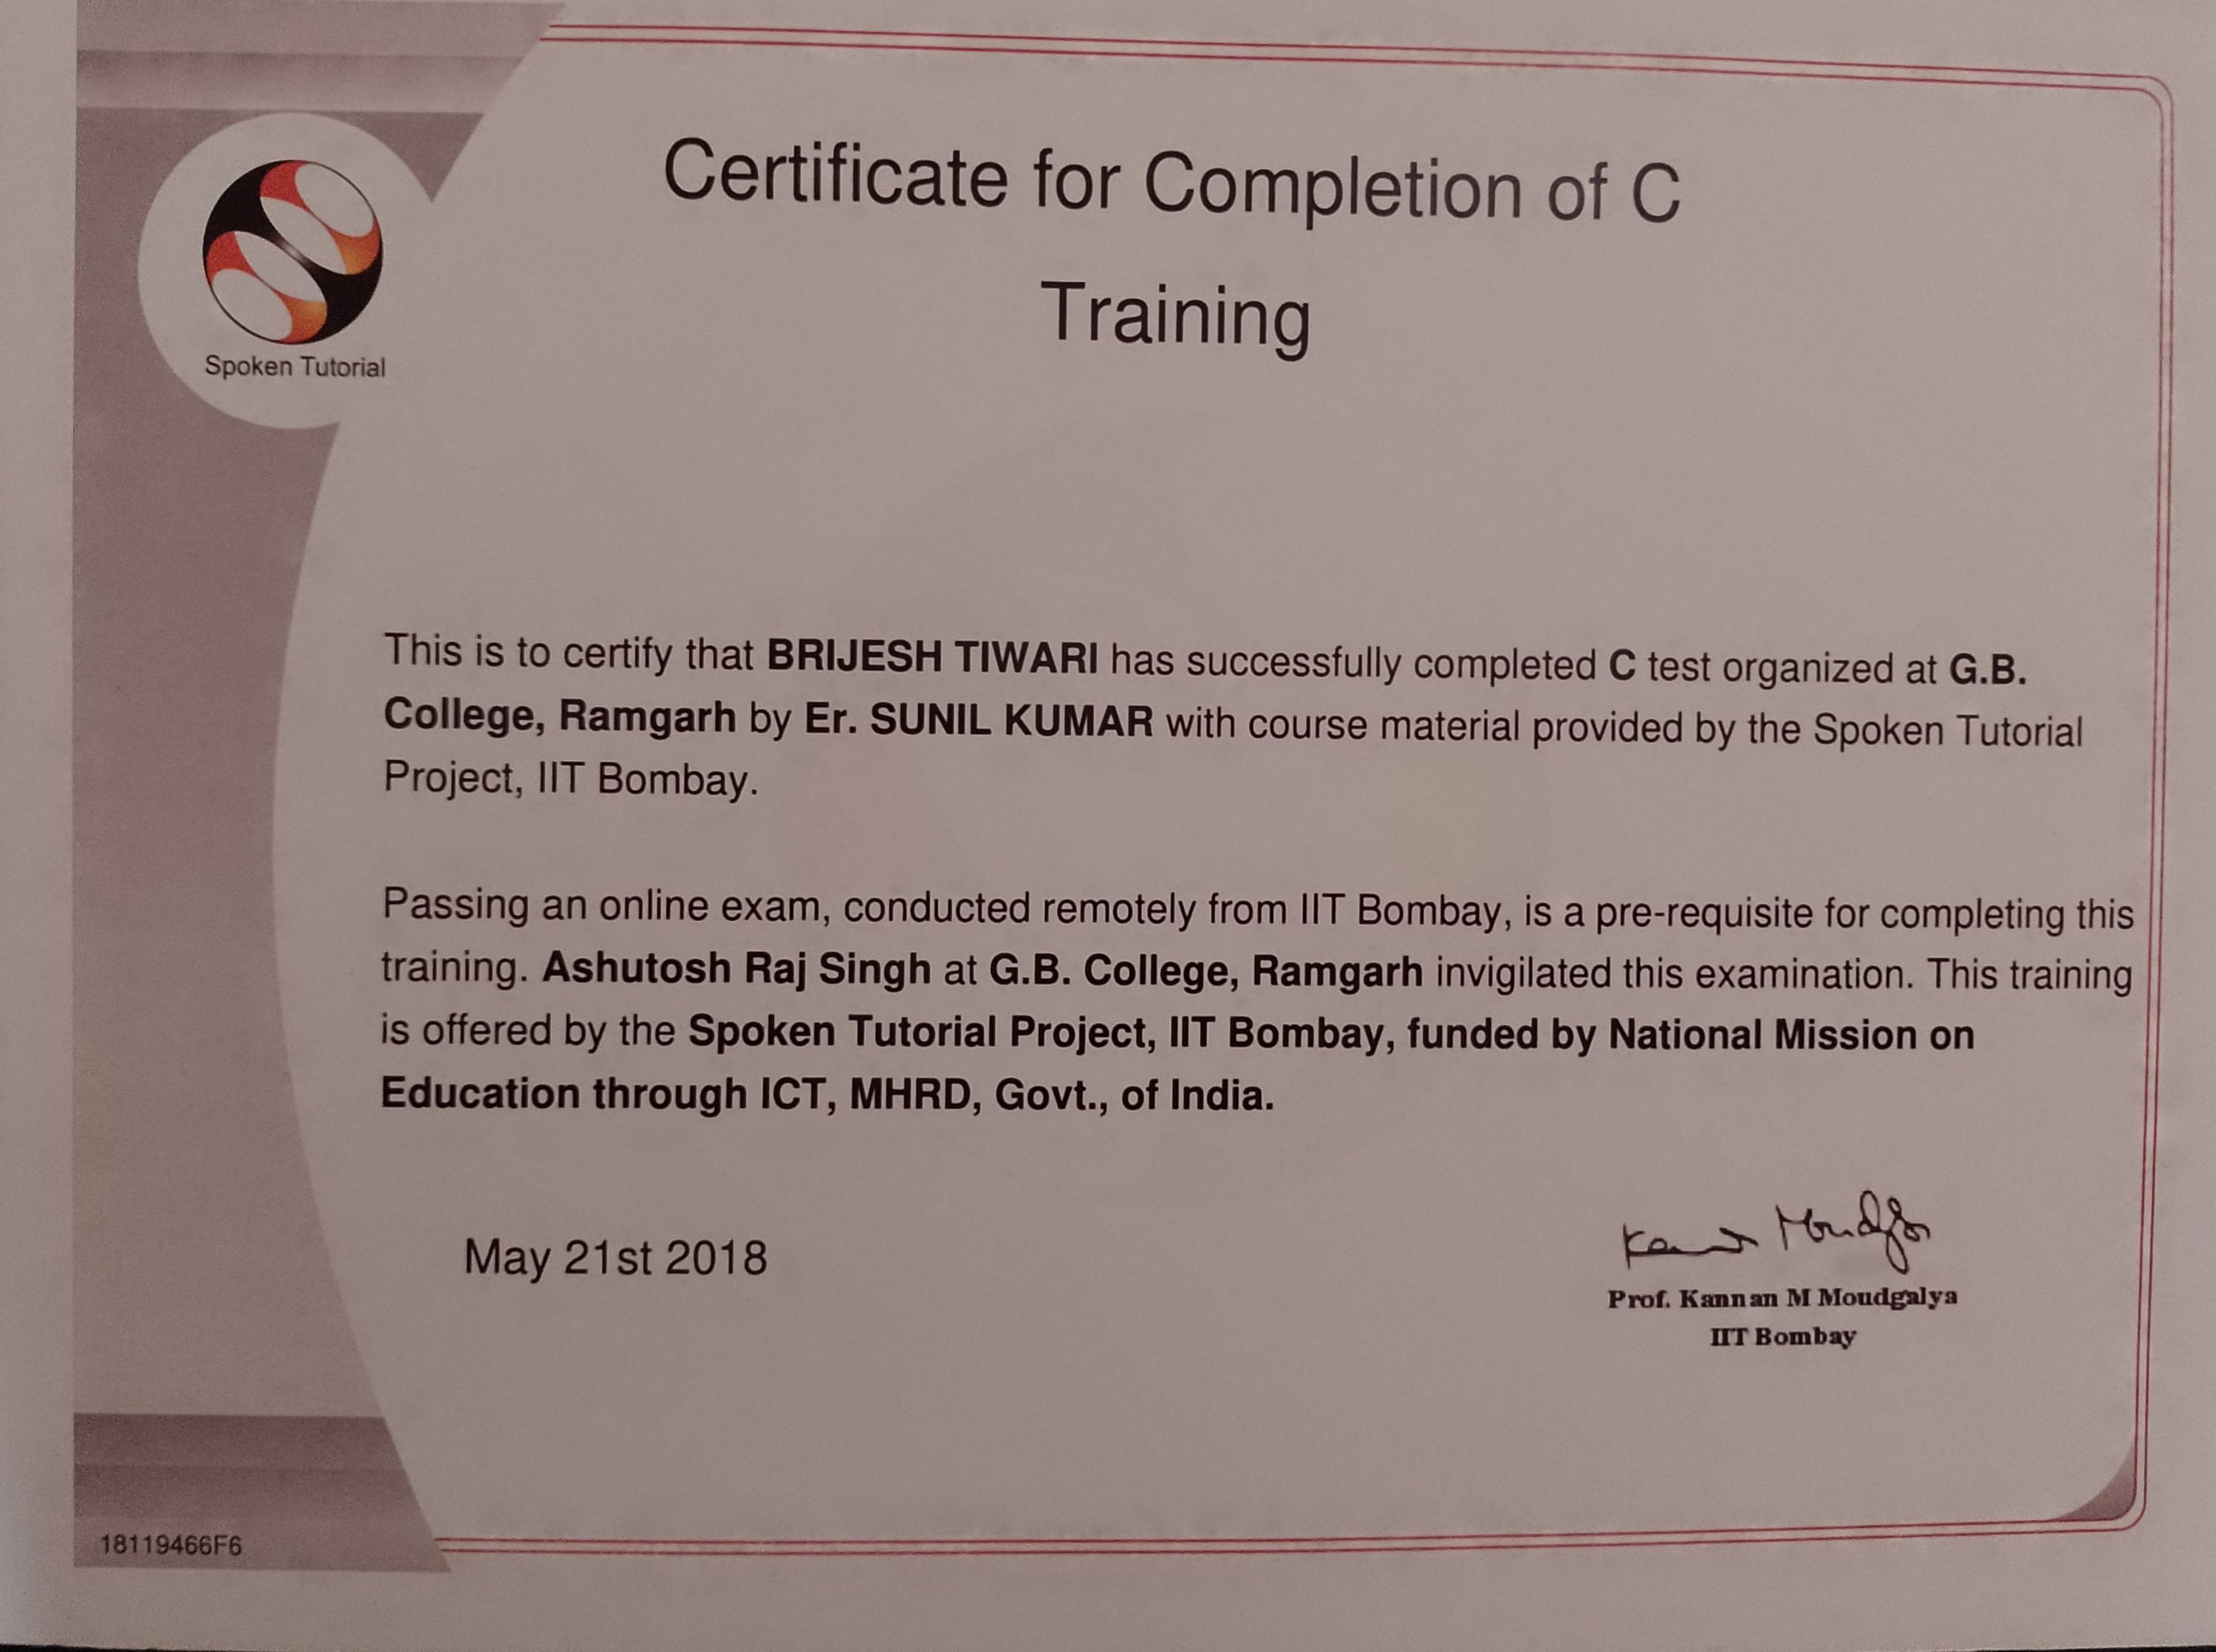 Certificate for Completion of C
Training
Spoken Tutorial
This is to certify that BRIJESH TIWARI has successfully completed C test organized at G.B.
College, Ramgarh by Er. SUNIL KUMAR with course material provided by the Spoken Tutorial
Project, IIT Bombay.
Passing an online exam, conducted remotely from IIT Bombay, is a pre-requisite for completing this
training. Ashutosh Raj Singh at G.B. College, Ramgarh invigilated this examination. This training
is offered by the Spoken Tutorial Project, IIT Bombay, funded by National Mission on
Education through ICT, MHRD, Govt., of India.
May 21st 2018
Prof. Kannan M Moudgalya
IIT Bombay
18119466F6